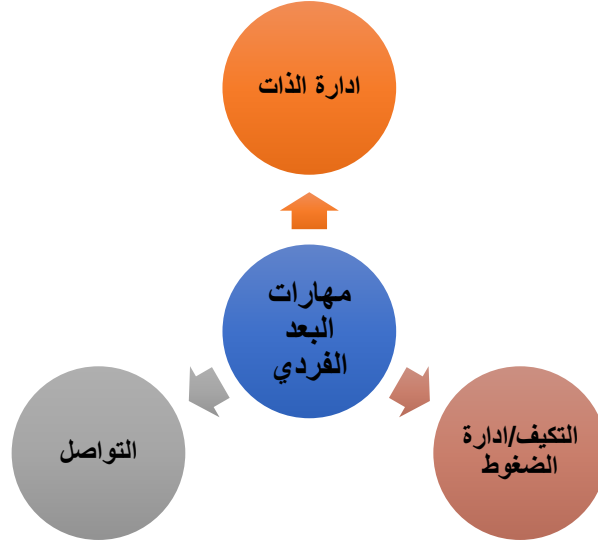 ادارة الذات
مهارات
البعد
الفردي
التكيف/ادارة
الضغوط
التواصل